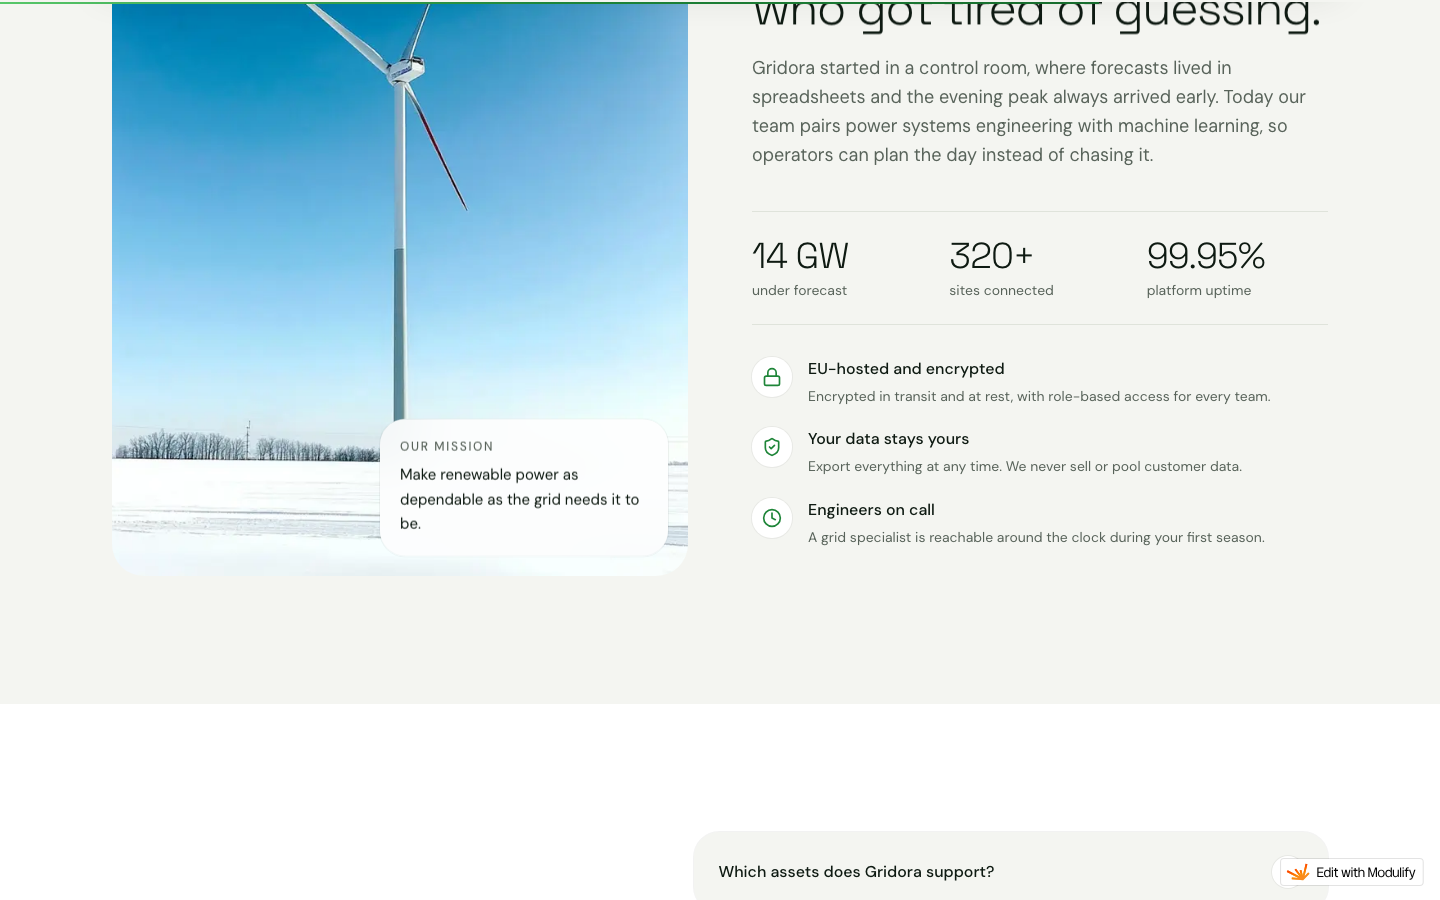 who got tired of guessing.
Gridora started in a control room, where forecasts lived in
spreadsheets and the evening peak always arrived early. Today our
team pairs power systems engineering with machine learning, so
operators can plan the day instead of chasing it.
14 GW
under forecast
320+
sites connected
99.95%
platform uptime
EU-hosted and encrypted
Encrypted in transit and at rest, with role-based access for every team.
Your data stays yours
Export everything at any time. We never sell or pool customer data.
Engineers on call
A grid specialist is reachable around the clock during your first season.
OUR MISSION
Make renewable power as
dependable as the grid needs it to
be.
Which assets does Gridora support?
Edit with Modulify